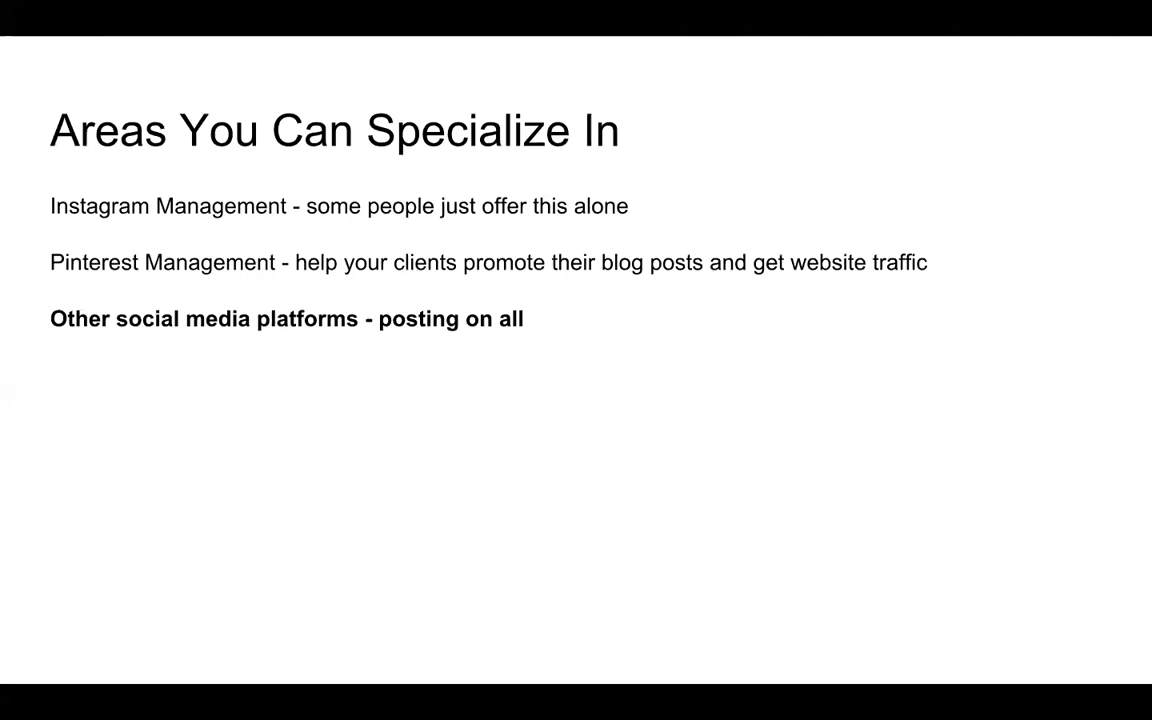 Areas You Can Specialize In
Instagram Management - some people just offer this alone
Pinterest Management - help your clients promote their blog posts and get website traffic
Other social media platforms - posting on all